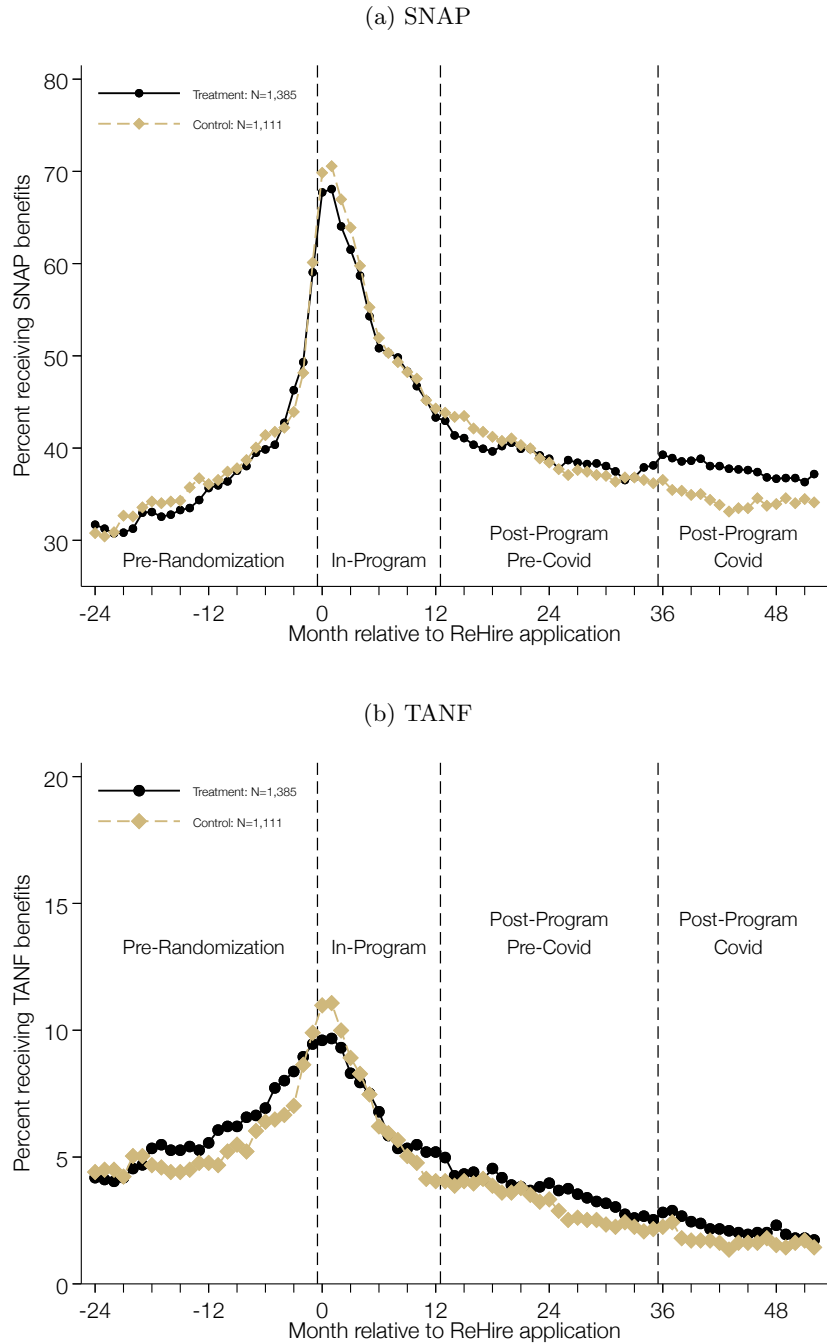 (a) SNAP
80
70
60
50
40
30
Percent receiving SNAP benefits
Treatment: N=1,385
Control: N=1,111
Pre-Randomization
In-Program
Post-Program
Pre-Covid
Post-Program
Covid
-24
-12
0
12
24
36
48
Month relative to ReHire application
(b) TANF
20
15
10
5
0
Percent receiving TANF benefits
Treatment: N=1,385
Control: N=1,111
Pre-Randomization
In-Program
Post-Program
Pre-Covid
Post-Program
Covid
-24
-12
0
12
24
36
48
Month relative to ReHire application